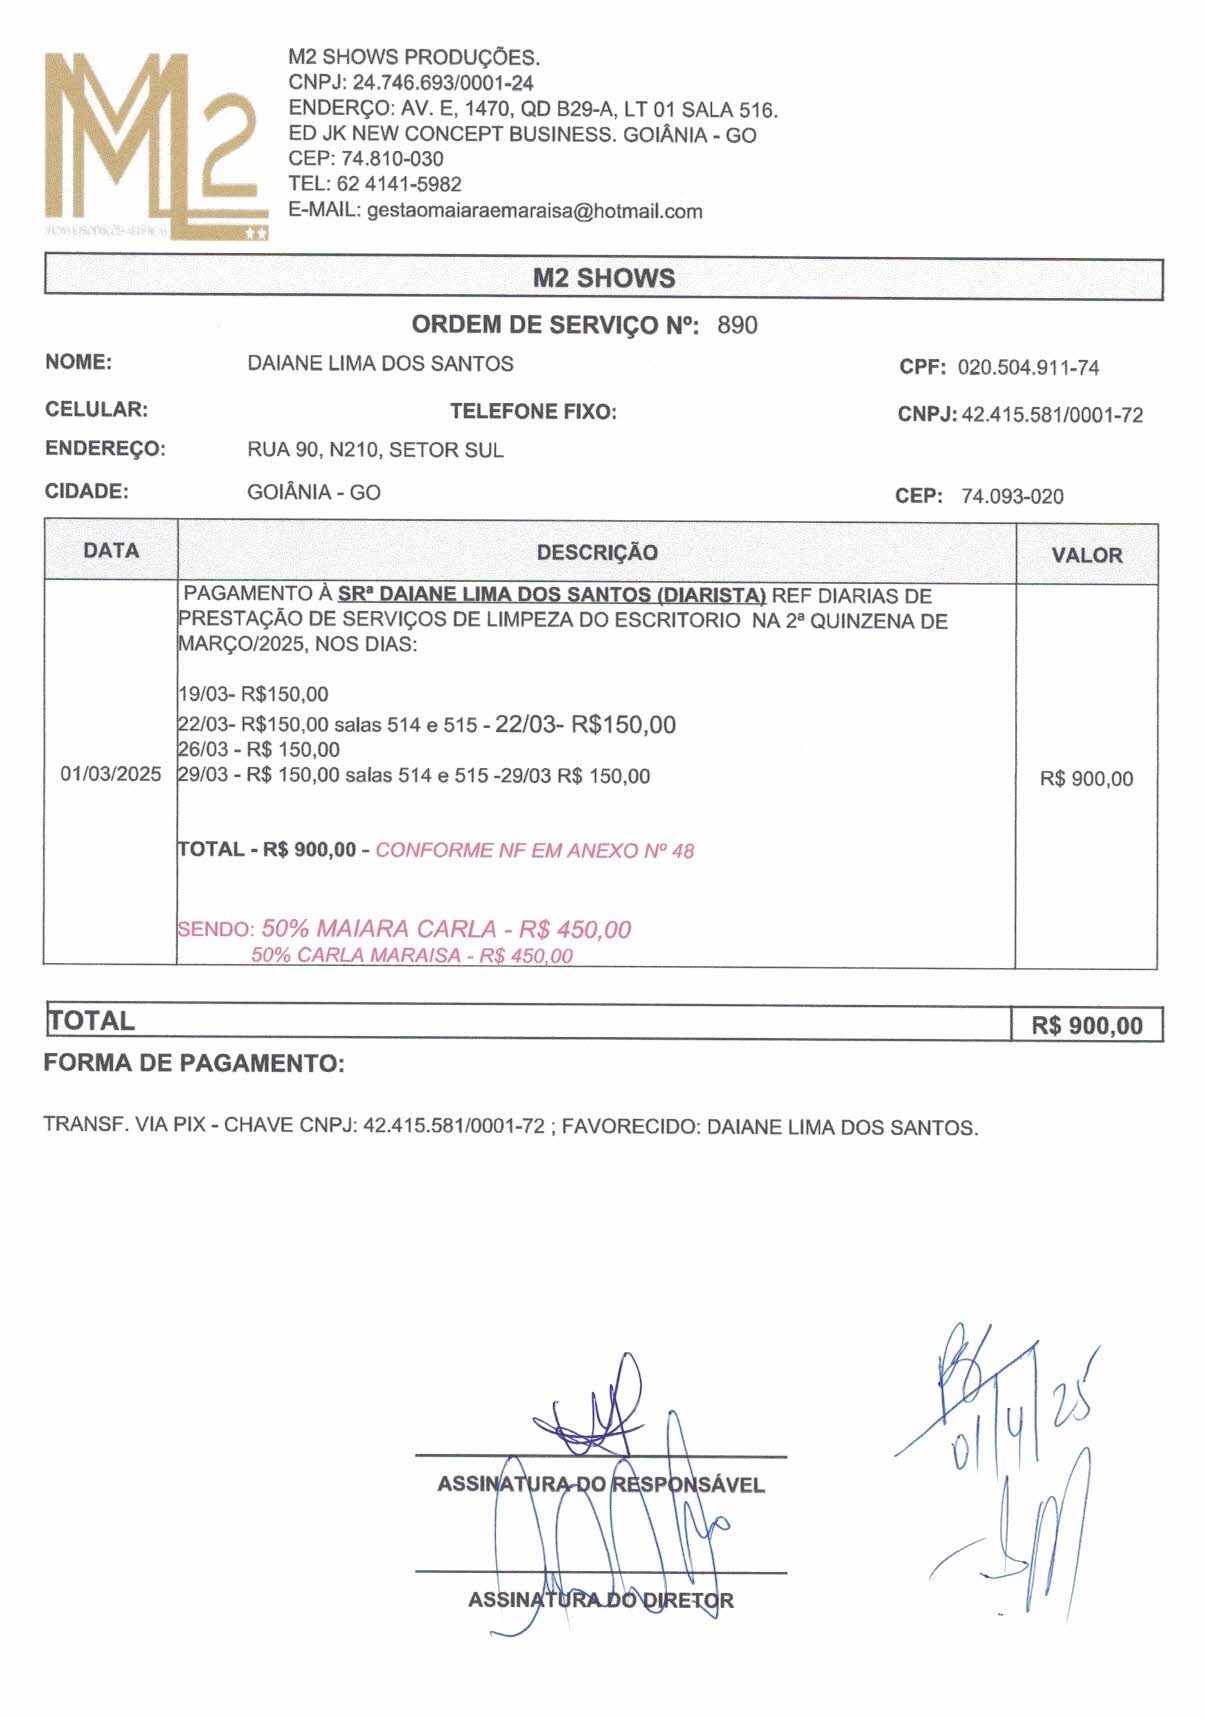 M2
M2 SHOWS PRODUÇÕES.
CNPJ: 24.746.693/0001-24
ENDERÇO: AV. E, 1470, QD B29-A, LT 01 SALA 516.
ED JK NEW CONCEPT BUSINESS. GOIÂNIA - GO
CEP: 74.810-030
TEL: 62 4141-5982
E-MAIL: gestaomaiaraemaraisa@hotmail.com
M2 SHOWS
ORDEM DE SERVIÇO Nº: 890
NOME: DAIANE LIMA DOS SANTOS CPF: 020.504.911-74
CELULAR: TELEFONE FIXO: CNPJ: 42.415.581/0001-72
ENDEREÇO: RUA 90, N210, SETOR SUL
CIDADE: GOIÂNIA - GO CEP: 74.093-020
DATA DESCRIÇÃO VALOR
PAGAMENTO À SRª DAIANE LIMA DOS SANTOS (DIARISTA) REF DIARIAS DE
PRESTAÇÃO DE SERVIÇOS DE LIMPEZA DO ESCRITORIO NA 2ª QUINZENA DE
MARÇO/2025, NOS DIAS:
19/03- R$150,00
22/03- R$150,00 salas 514 e 515 - 22/03- R$150,00
26/03 - R$ 150,00
01/03/2025 29/03 - R$ 150,00 salas 514 e 515 -29/03 R$ 150,00 R$ 900,00
TOTAL - R$ 900,00 - CONFORME NF EM ANEXO Nº 48
SENDO: 50% MAIARA CARLA - R$ 450,00
50% CARLA MARAISA - R$ 450,00
TOTAL R$ 900,00
FORMA DE PAGAMENTO:
TRANSF. VIA PIX - CHAVE CNPJ: 42.415.581/0001-72 ; FAVORECIDO: DAIANE LIMA DOS SANTOS.
01/4/25
ASSINATURA DO RESPONSÁVEL
ASSINATURA DO DIRETOR